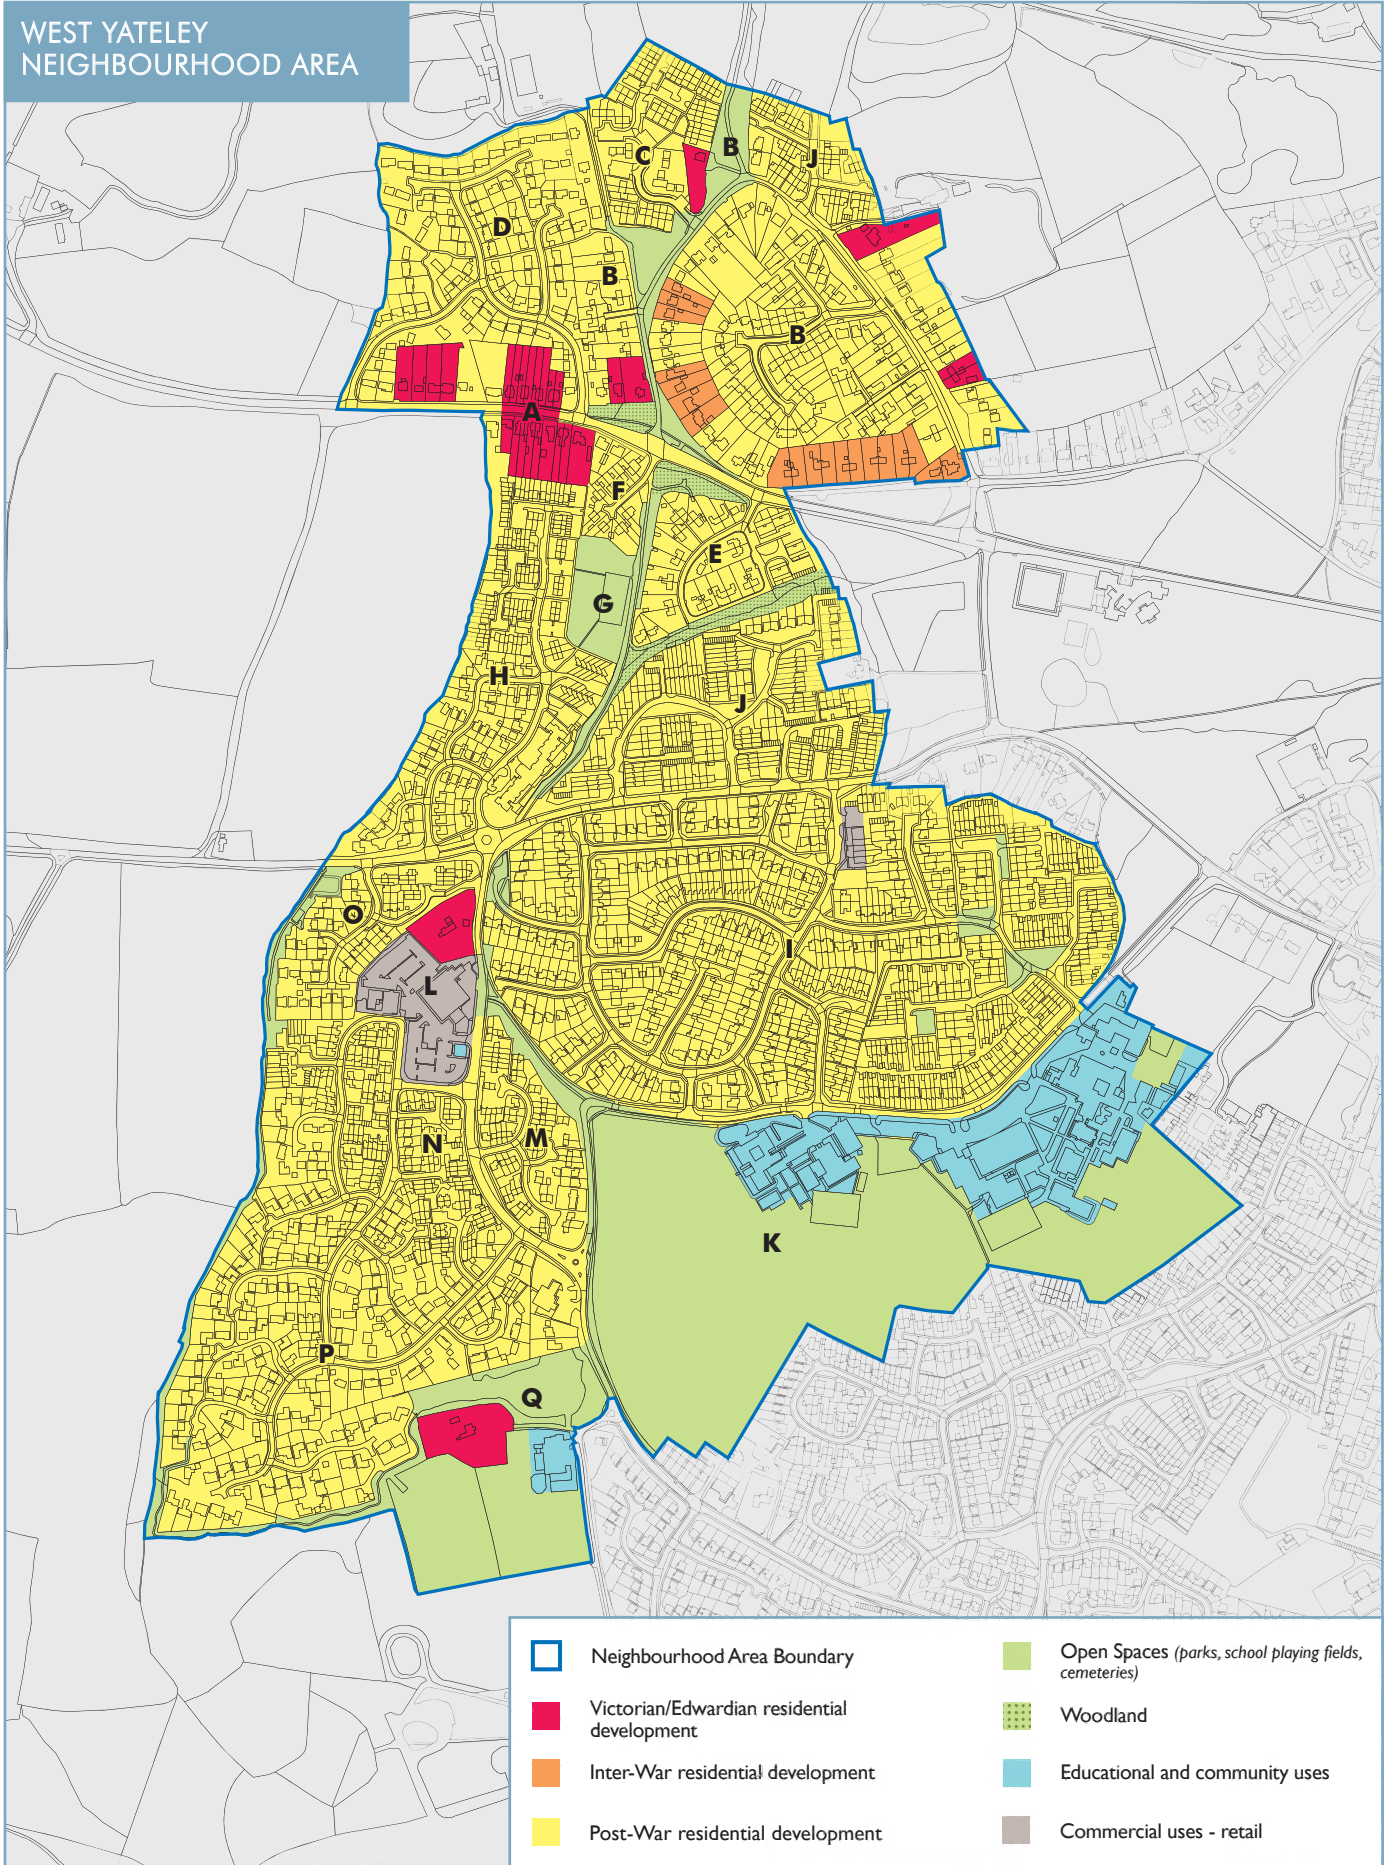 WEST YATELEY
NEIGHBOURHOOD AREA
C
B
J
D
B
B
A
F
E
G
H
J
O
I
L
N
M
K
P
Q
Neighbourhood Area Boundary
Victorian/Edwardian residential
development
Inter-War residential development
Post-War residential development
Open Spaces (parks, school playing fields,
cemeteries)
Woodland
Educational and community uses
Commercial uses - retail